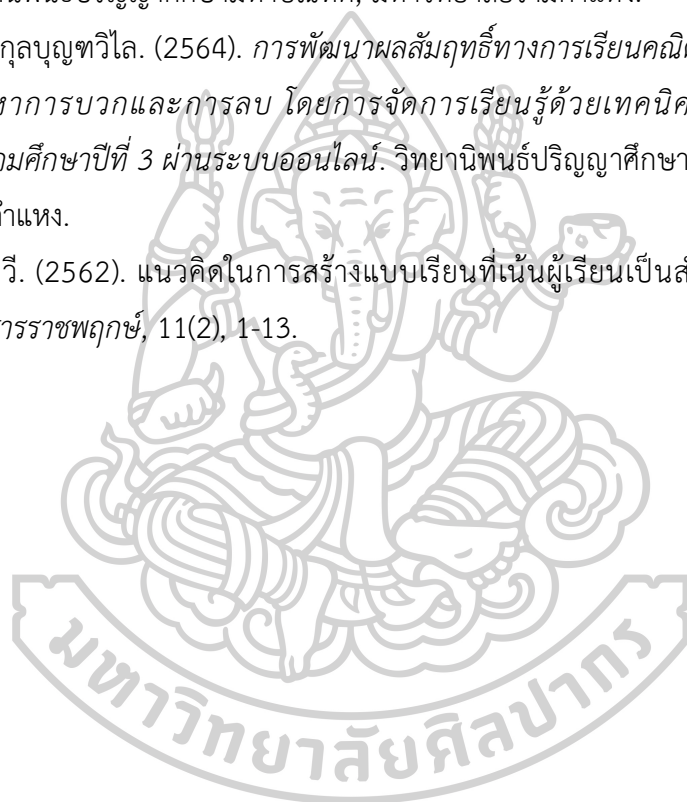 กุลบุญฑวิไล. (2564). การพัฒนาผลสัมฤทธิ์ทางการเรียนคณิต
หาการบวกและการลบ โดยการจัดการเรียนรู้ด้วยเทคนิค
มศึกษาปีที่ 3 ผ่านระบบออนไลน์. วิทยานิพนธ์ปริญญาศึกษา
กำแหง.
วี. (2562). แนวคิดในการสร้างแบบเรียนที่เน้นผู้เรียนเป็นสำ
ารราชพฤกษ์, 11(2), 1-13.
มหาวิทยาลัยศิลปากร